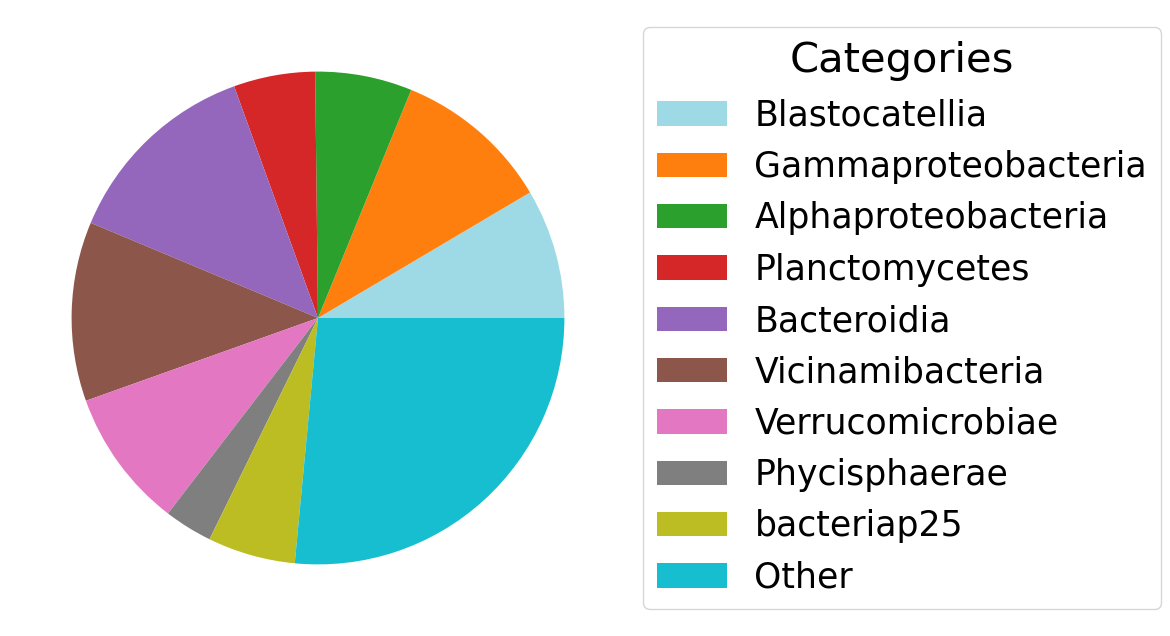 Categories
Blastocatellia
Gammaproteobacteria
Alphaproteobacteria
Planctomycetes
Bacteroidia
Vicinamibacteria
Verrucomicrobiae
Phycisphaerae
bacteriap25
Other